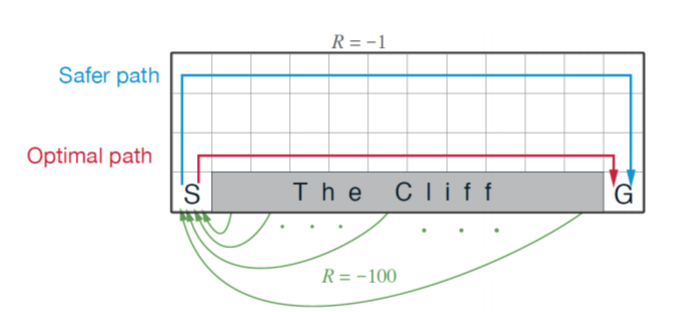 R = −1
Safer path
Optimal path
S The Cliff G
R = −100